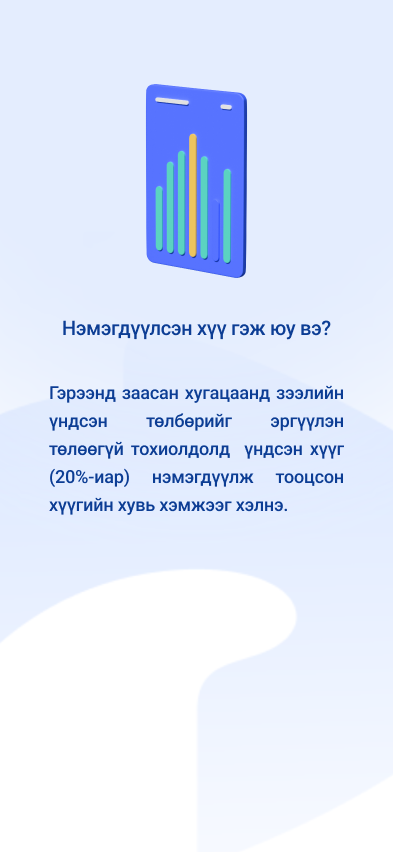 Нэмэгдүүлсэн хүү гэж юу вэ?
Гэрээнд заасан хугацаанд зээлийн
үндсэн төлбөрийг эргүүлэн
төлөөгүй тохиолдолд үндсэн хүүг
(20%-иар) нэмэгдүүлж тооцсон
хүүгийн хувь хэмжээг хэлнэ.